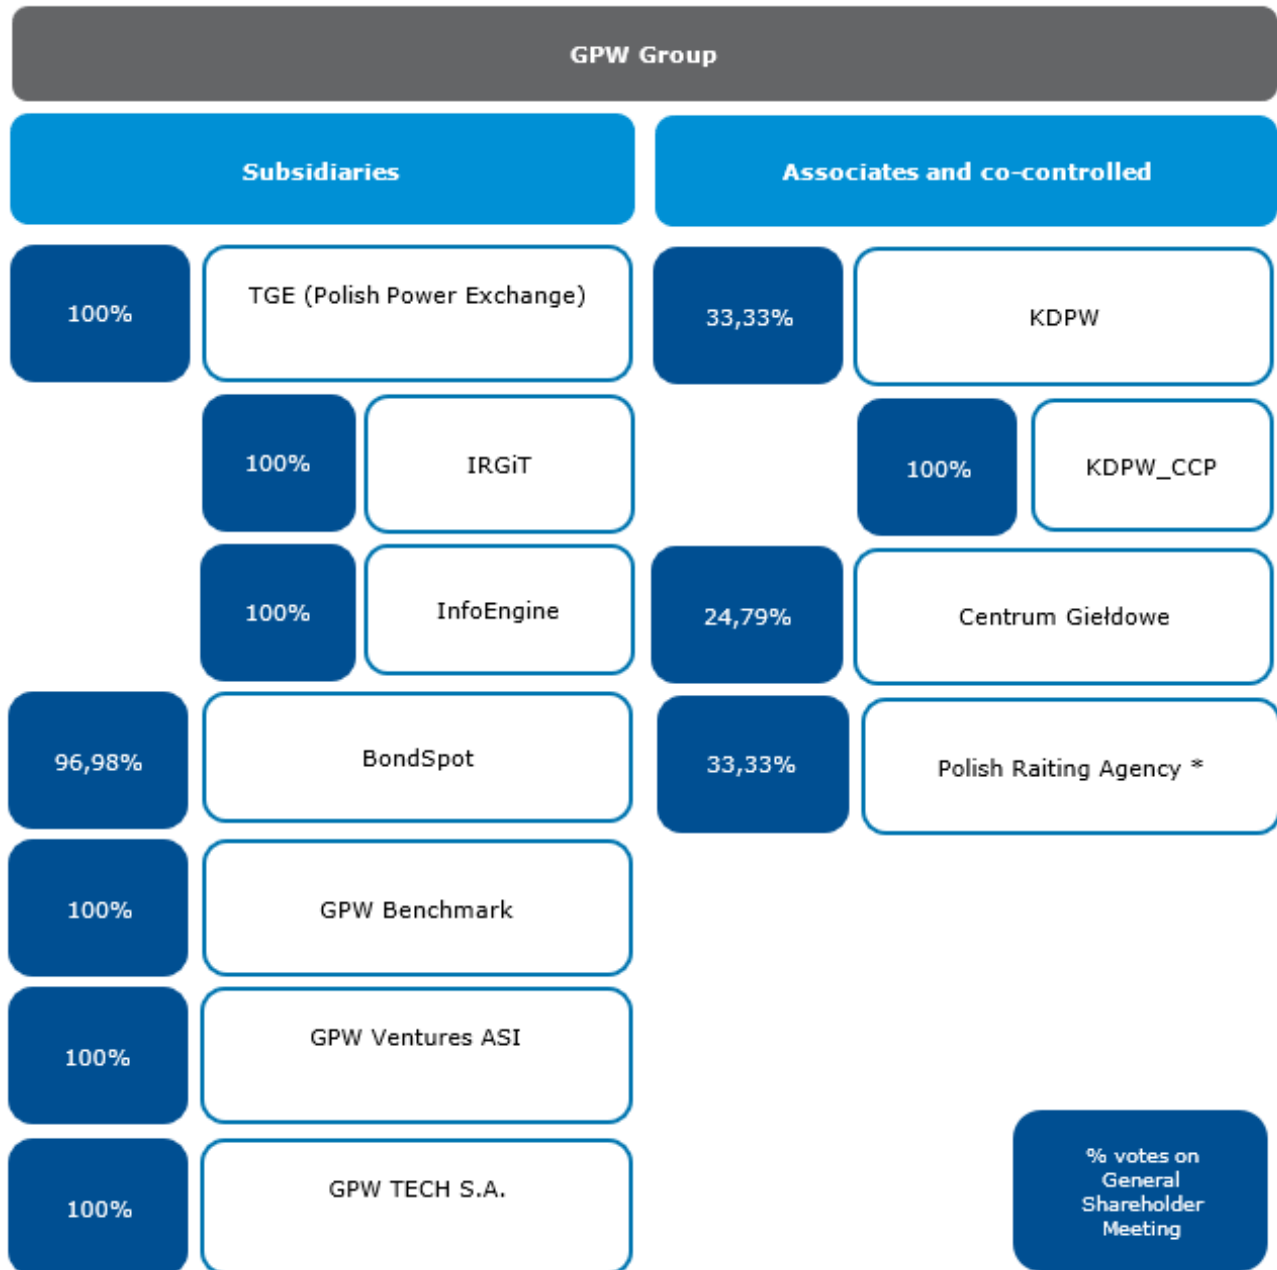 GPW Group
Subsidiaries
100%
TGE (Polish Power Exchange)
100%
IRGiT
100%
InfoEngine
96,98%
BondSpot
100%
GPW Benchmark
100%
GPW Ventures ASI
100%
GPW TECH S.A.
Associates and co-controlled
33,33%
KDPW
100%
KDPW_CCP
24,79%
Centrum Giełdowe
33,33%
Polish Raiting Agency *
% votes on
General
Shareholder
Meeting